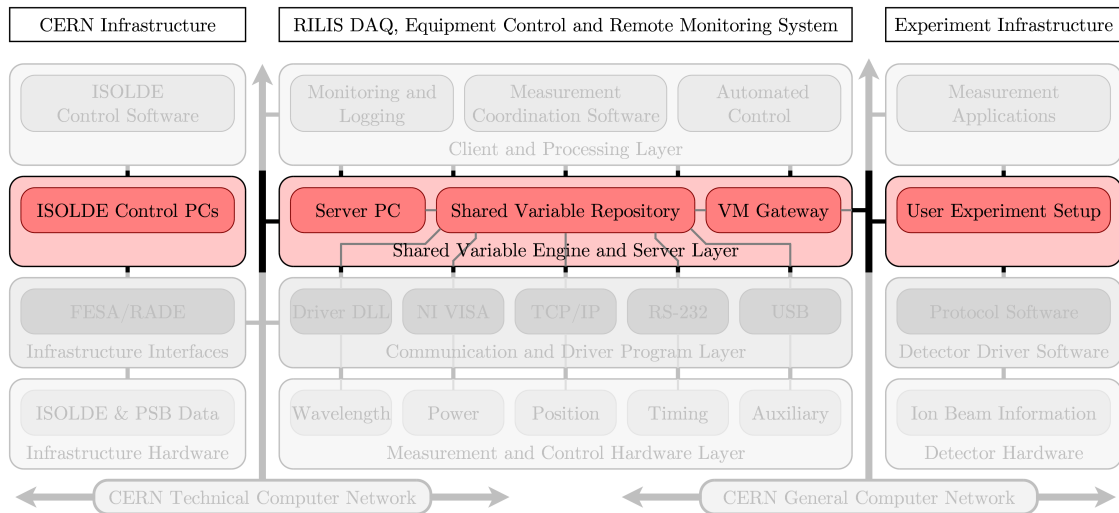 CERN Infrastructure
RILIS DAQ, Equipment Control and Remote Monitoring System
Experiment Infrastructure
ISOLDE
Control Software
Monitoring and
Logging
Measurement
Coordination Software
Automated
Control
Client and Processing Layer
Measurement
Applications
ISOLDE Control PCs
Server PC
Shared Variable Repository
VM Gateway
Shared Variable Engine and Server Layer
User Experiment Setup
FESA/RADE
Infrastructure Interfaces
Driver DLL
NI VISA
TCP/IP
RS-232
USB
Communication and Driver Program Layer
Protocol Software
Detector Driver Software
ISOLDE & PSB Data
Infrastructure Hardware
Wavelength
Power
Position
Timing
Auxiliary
Measurement and Control Hardware Layer
Ion Beam Information
Detector Hardware
CERN Technical Computer Network
CERN General Computer Network